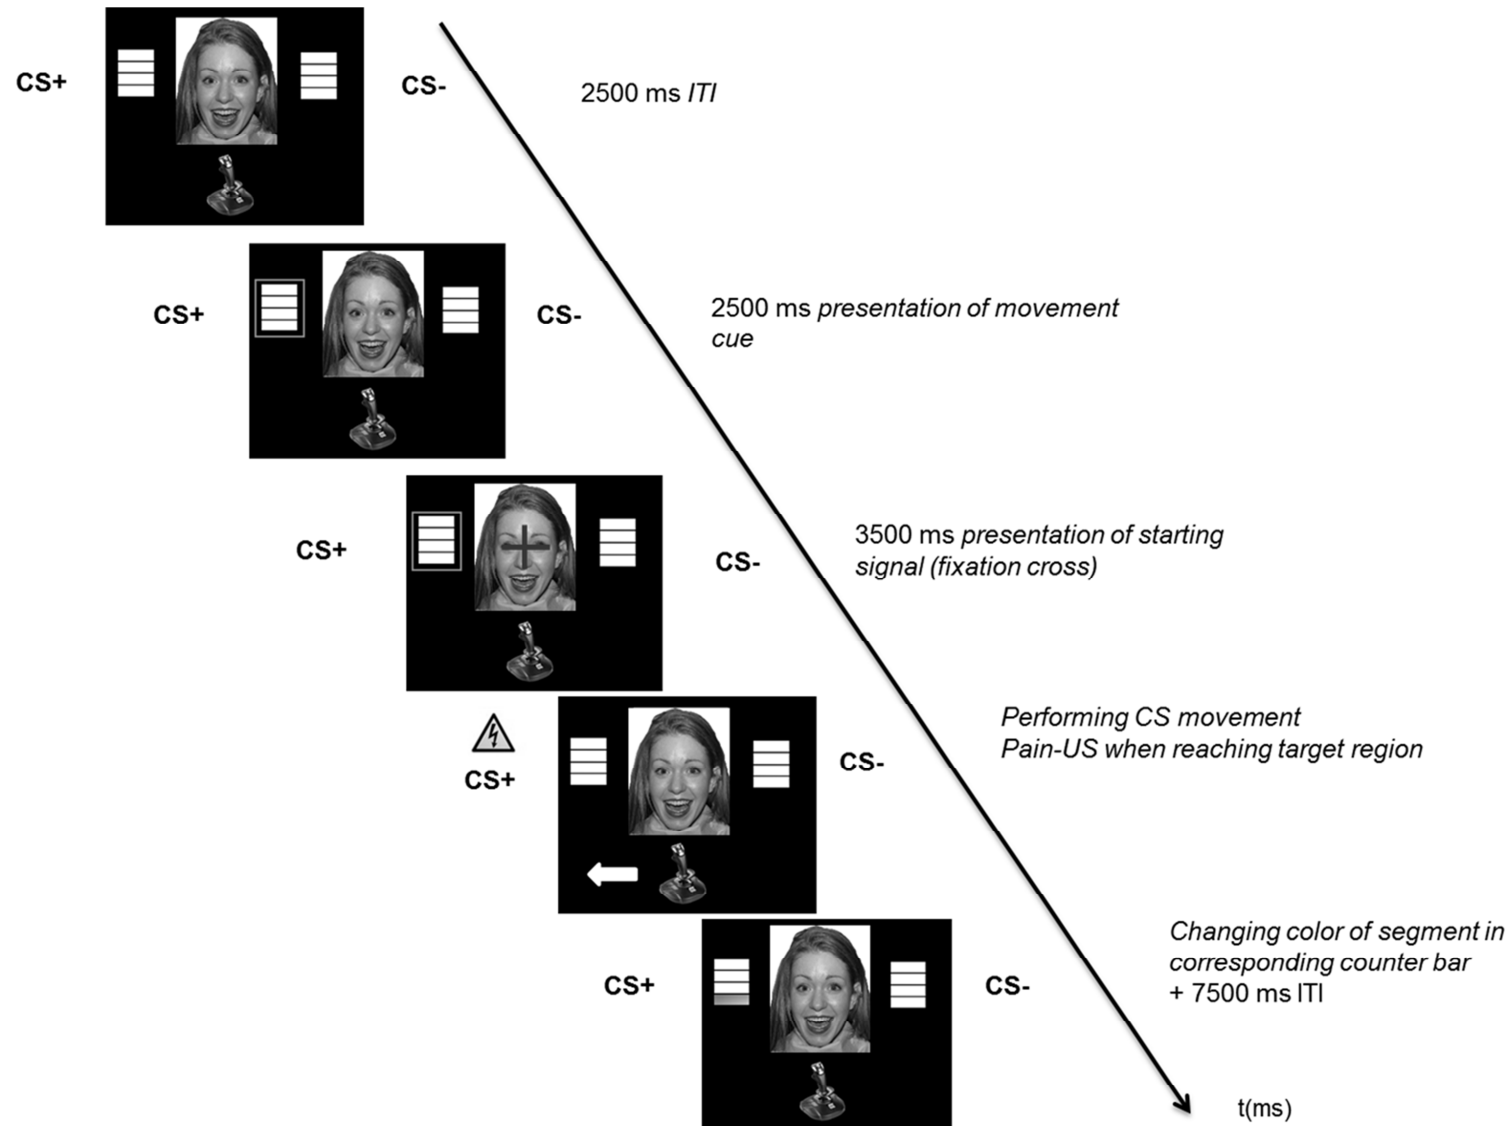 CS+
CS-
2500 ms ITI
CS+
CS-
2500 ms presentation of movement
cue
CS+
CS-
3500 ms presentation of starting
signal (fixation cross)
CS+
CS-
Performing CS movement
Pain-US when reaching target region
CS+
CS-
Changing color of segment in
corresponding counter bar
+ 7500 ms ITI
t(ms)